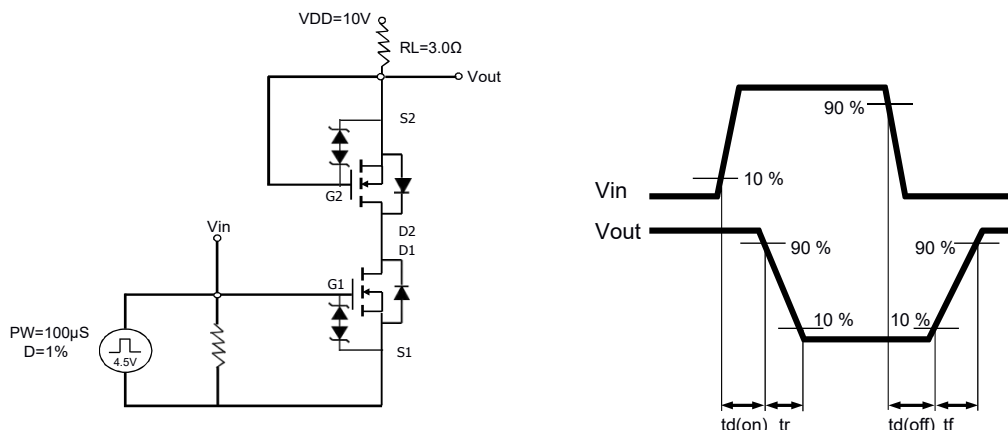 VDD=10V
RL=3.0Ω
Vout
S2
G2
D2
D1
Vin
G1
S1
PW=100µS
D=1%
4.5V
90 %
10 %
Vin
Vout
90 %
90 %
10 %
10 %
td(on) tr
td(off) tf